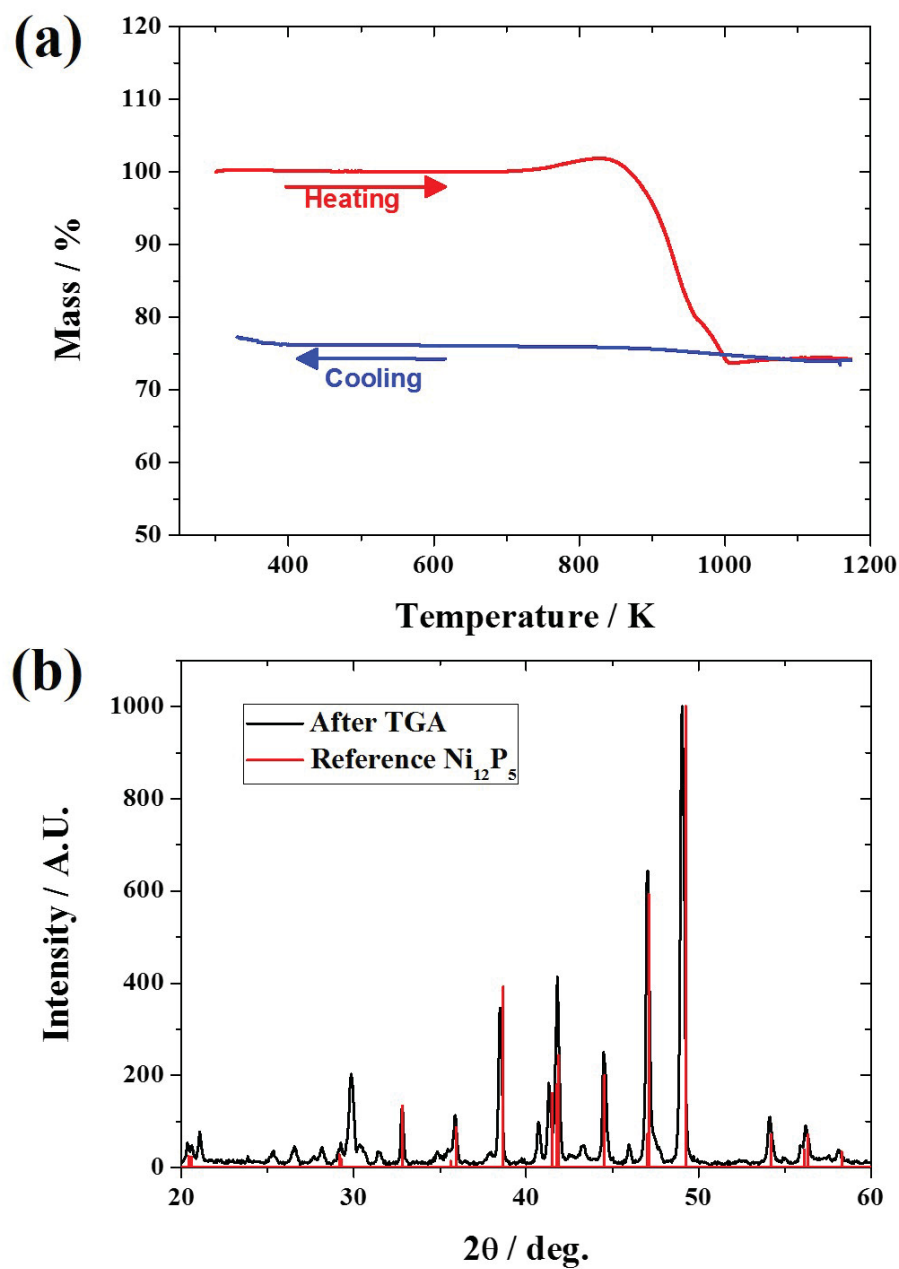 (a)
120
110
100
90
80
70
60
50
Mass / %
Heating
Cooling
400 600 800 1000 1200
Temperature / K
(b)
1000
800
600
400
200
0
Intensity / A.U.
After TGA
Reference Ni₁₂P₅
20 30 40 50 60
2θ / deg.